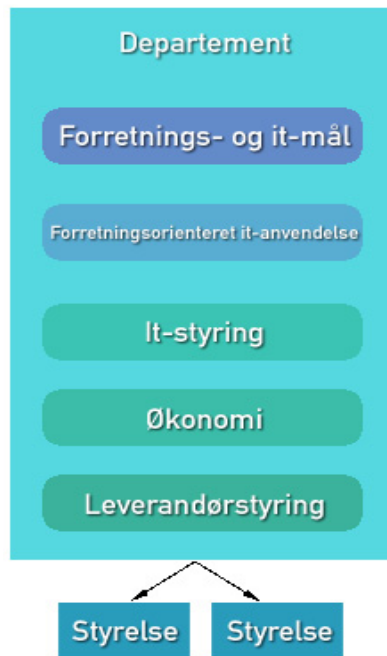 Departement
Forretnings- og it-mål
Forretningsorienteret it-anvendelse
It-styring
Økonomi
Leverandørstyring
Styrelse
Styrelse